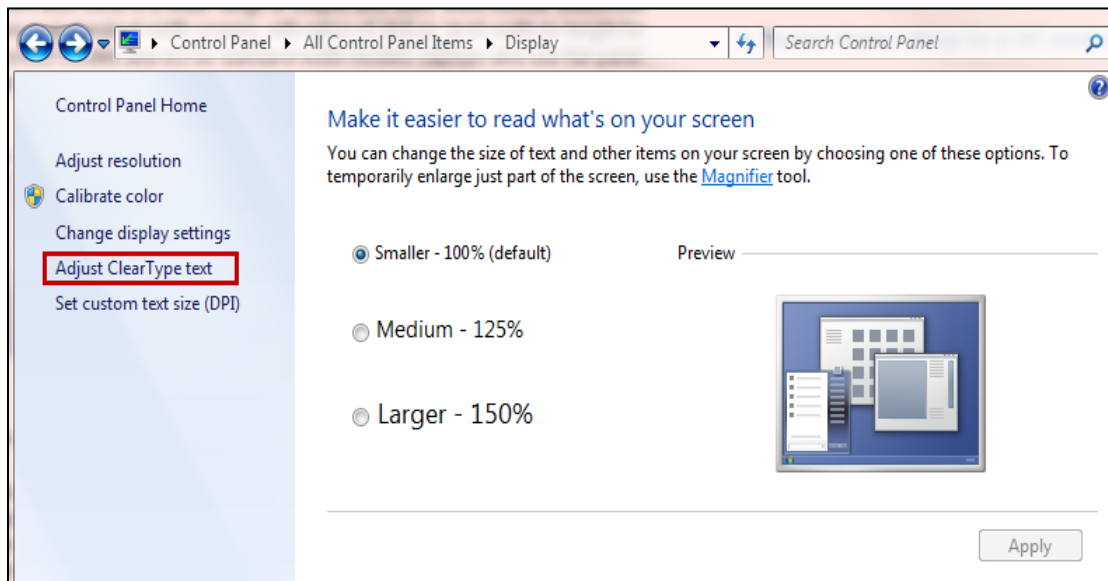 Control Panel All Control Panel Items Display Search Control Panel
Control Panel Home
Adjust resolution
Calibrate color
Change display settings
Adjust ClearType text
Set custom text size (DPI)
Make it easier to read what's on your screen
You can change the size of text and other items on your screen by choosing one of these options. To
temporarily enlarge just part of the screen, use the Magnifier tool.
Smaller - 100% (default)
Preview
Medium - 125%
Larger - 150%
Apply